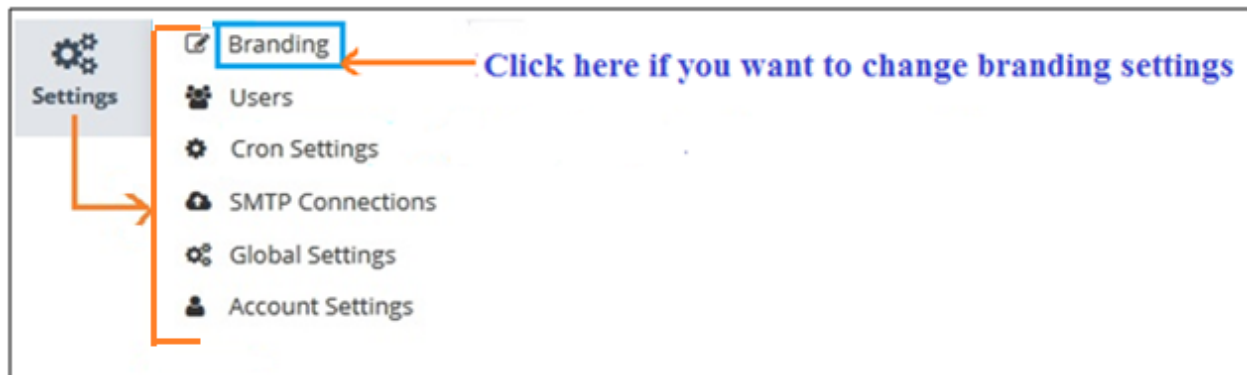 Branding
Click here if you want to change branding settings
Settings
Users
Cron Settings
SMTP Connections
Global Settings
Account Settings